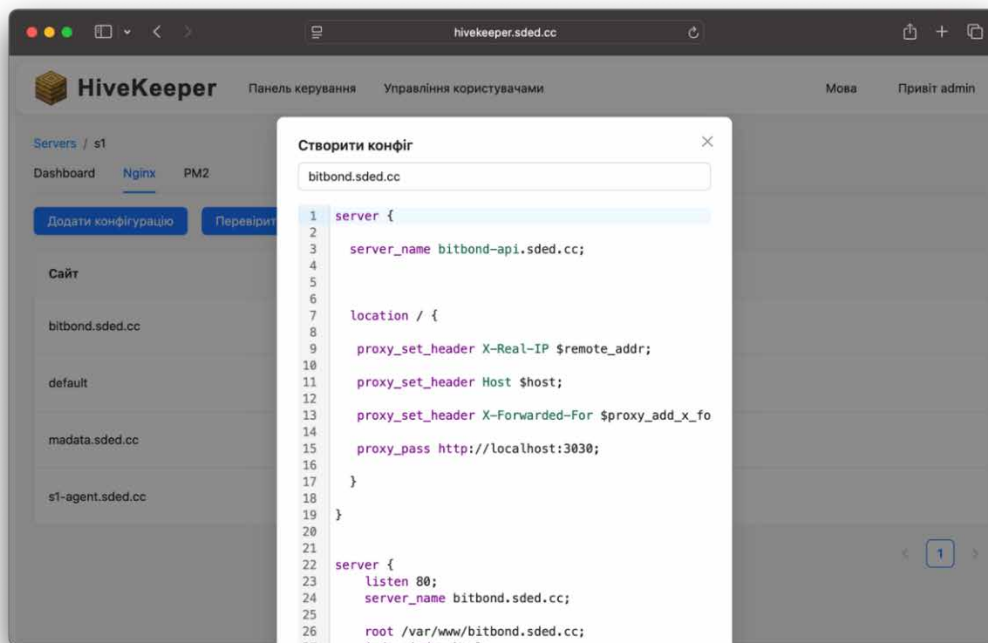 hivekeeper.sded.cc
HiveKeeper Панель керування Управління користувачами Мова Привіт admin
Servers / s1
Dashboard Nginx PM2
Додати конфігурацію Перевірит
Сайт
bitbond.sded.cc
default
madata.sded.cc
s1-agent.sded.cc
1
Створити конфіг
bitbond.sded.cc
1 server {
2
3 server_name bitbond-api.sded.cc;
4
5
6
7 location / {
8
9 proxy_set_header X-Real-IP $remote_addr;
10
11 proxy_set_header Host $host;
12
13 proxy_set_header X-Forwarded-For $proxy_add_x_fo
14
15 proxy_pass http://localhost:3030;
16
17 }
18
19 }
20
21
22 server {
23 listen 80;
24 server_name bitbond.sded.cc;
25
26 root /var/www/bitbond.sded.cc;